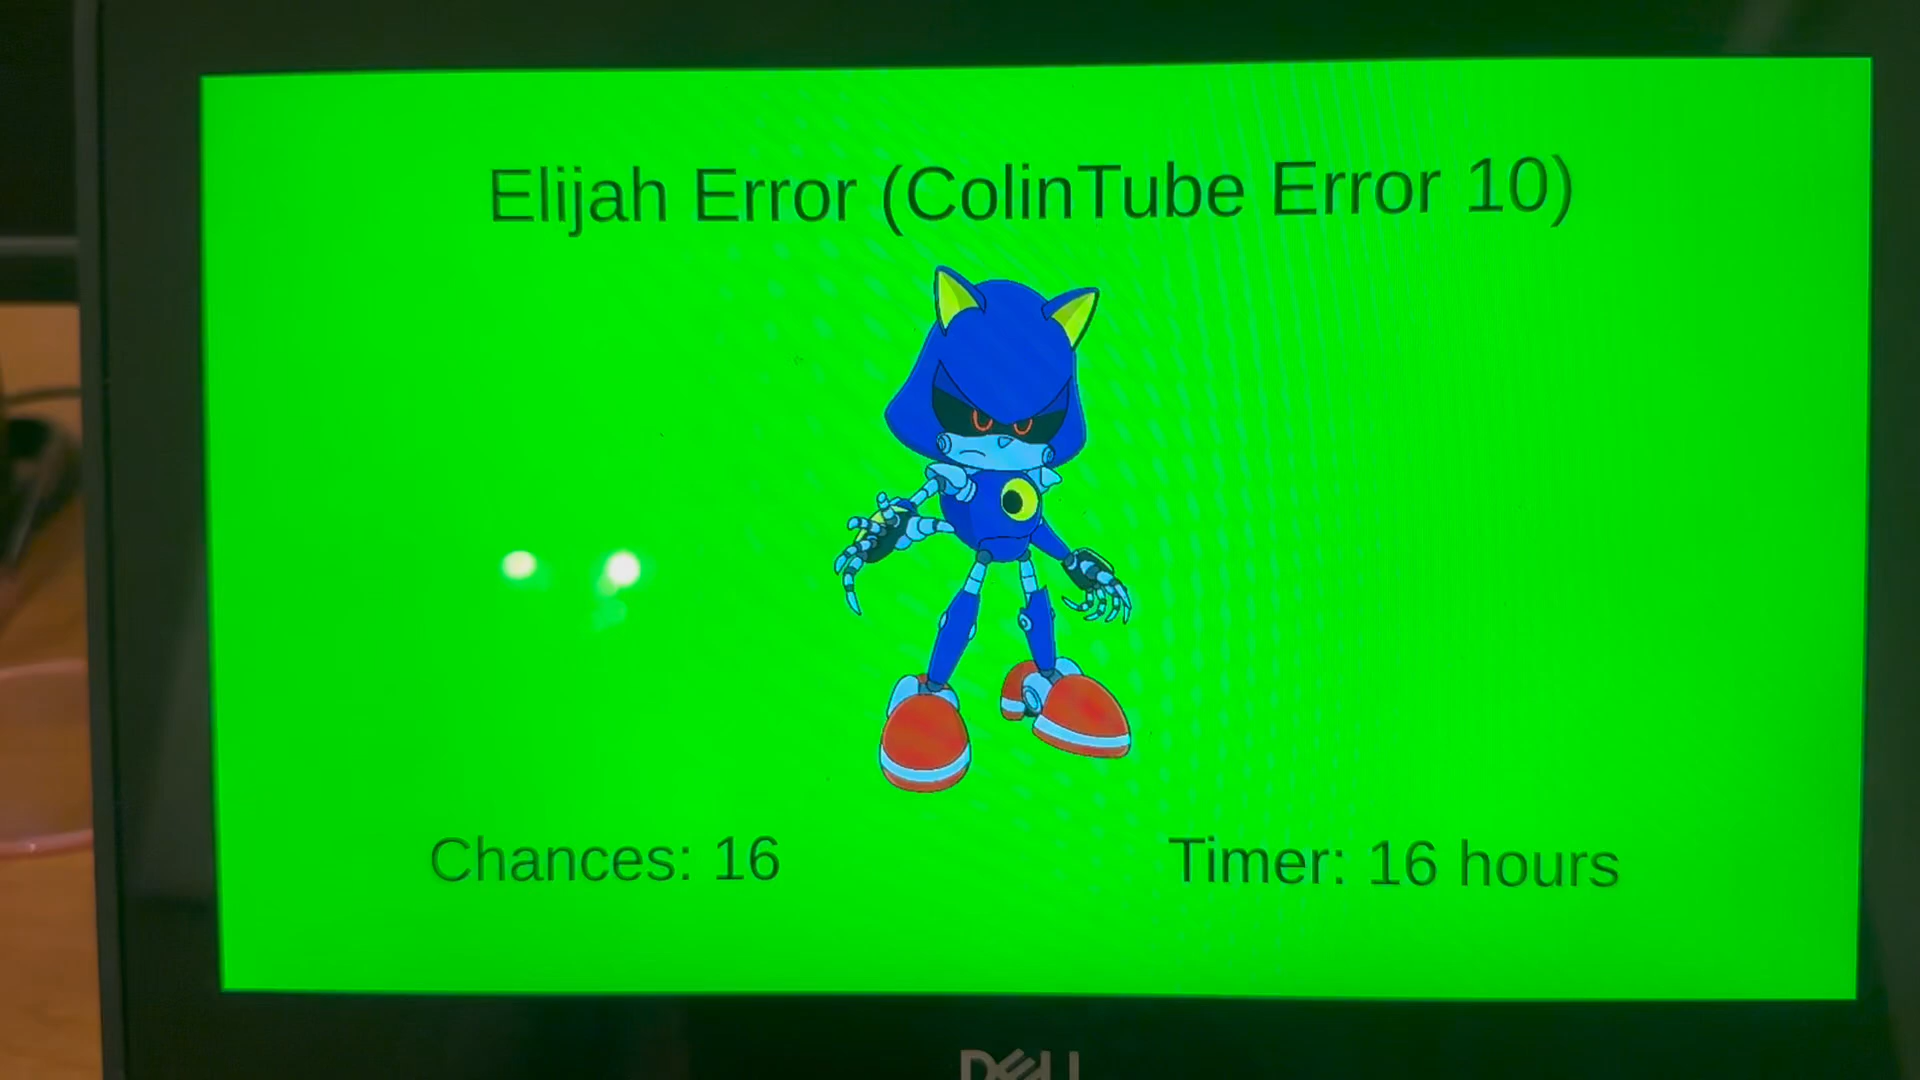 Elijah Error (ColinTube Error 10)
Chances: 16
Timer: 16 hours
DELL